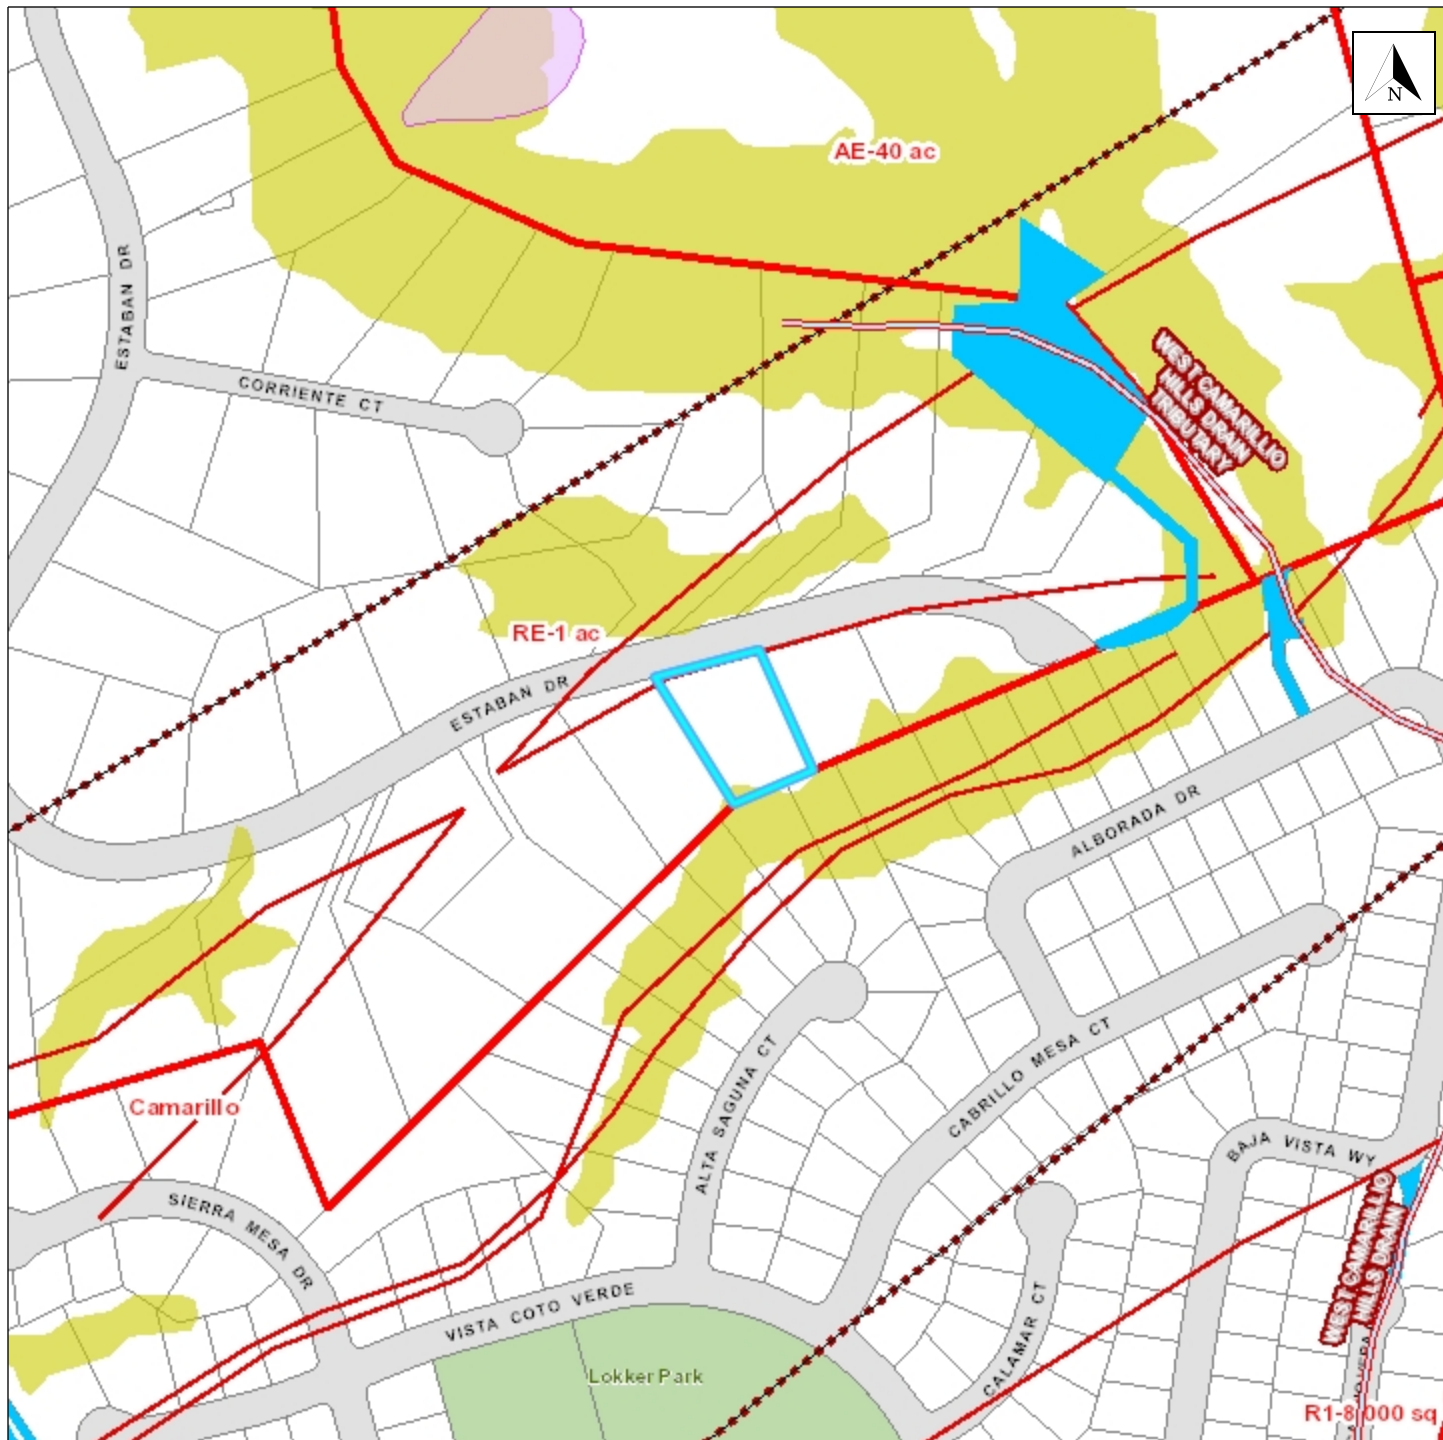 N
AE-40 ac
ESTABAN DR
WEST CAMARILLIO
HILLS DRAIN
TRIBUTARY
CORRIENTE CT
RE-1 ac
ESTABAN DR
ALBORADA DR
CABRILLO MESA CT
ALTA SAGUNA CT
Camarillo
BAJA VISTA WY
SIERRA MESA DR
WEST CAMARILLIO
HILLS DRAIN
VISTA COTO VERDE
CALAMAR CT
Lokker Park
R1-8,000 sq